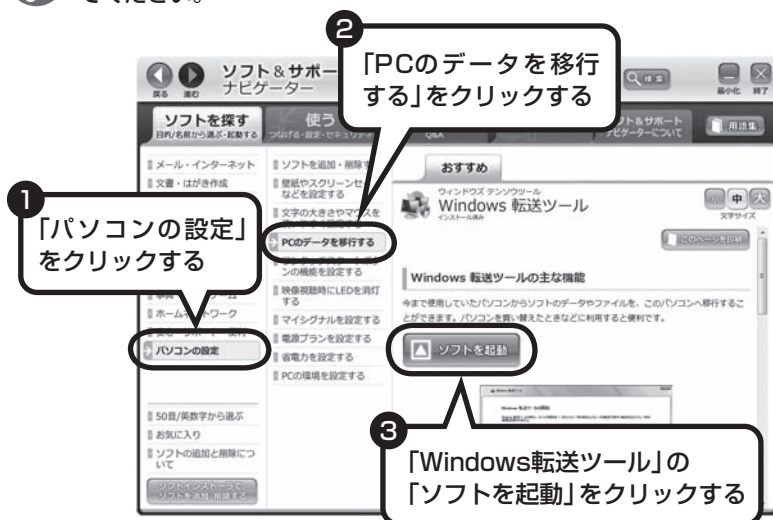 てください。
2
「PCのデータを移行
する」をクリックする
ソフト&サポー
ナビゲーター
戻る 進む
検索
最小化 終了
ソフトを探す
目的/名前から選ぶ・起動する
使う
つなげる・設定・セキュリティ
Q&A
ソフト&サポート
ナビゲーターについて
用語集
メール・インターネット
文書・はがき作成
ホームネットワーク
パソコンの設定
50音/英数字から選ぶ
お気に入り
ソフトの追加と削除につ
いて
ソフトインストーラで
ソフトを追加・削除する
1
「パソコンの設定」
をクリックする
ソフトを追加・削除す
壁紙やスクリーンセ
などを設定する
文字の大きさやマウスを
PCのデータを移行する
ンの機能を設定する
映像視聴時にLEDを消灯
する
マイシグナルを設定する
電源プランを設定する
省電力を設定する
PCの環境を設定する
おすすめ
ウィンドウズ テンソウツール
Windows 転送ツール
インストール済み
小 中 大
文字サイズ
このページを印刷
Windows 転送ツールの主な機能
今まで使用していたパソコンからソフトのデータやファイルを、このパソコンへ移行するこ
とができます。パソコンを買い替えたときなどに利用すると便利です。
ソフトを起動
3
「Windows転送ツール」の
「ソフトを起動」をクリックする